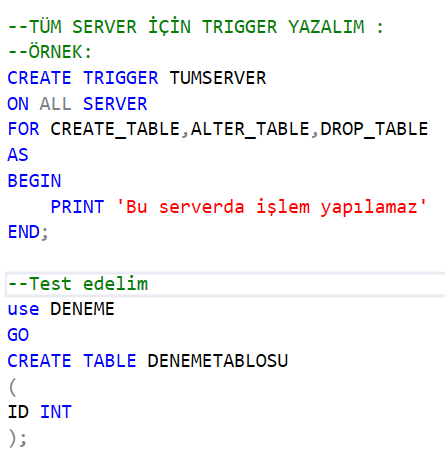 --TÜM SERVER İÇİN TRIGGER YAZALIM :
--ÖRNEK:
CREATE TRIGGER TUMSERVER
ON ALL SERVER
FOR CREATE_TABLE,ALTER_TABLE,DROP_TABLE
AS
BEGIN
    PRINT 'Bu serverda işlem yapılamaz'
END;

--Test edelim
use DENEME
GO
CREATE TABLE DENEMETABLOSU
(
ID INT
);